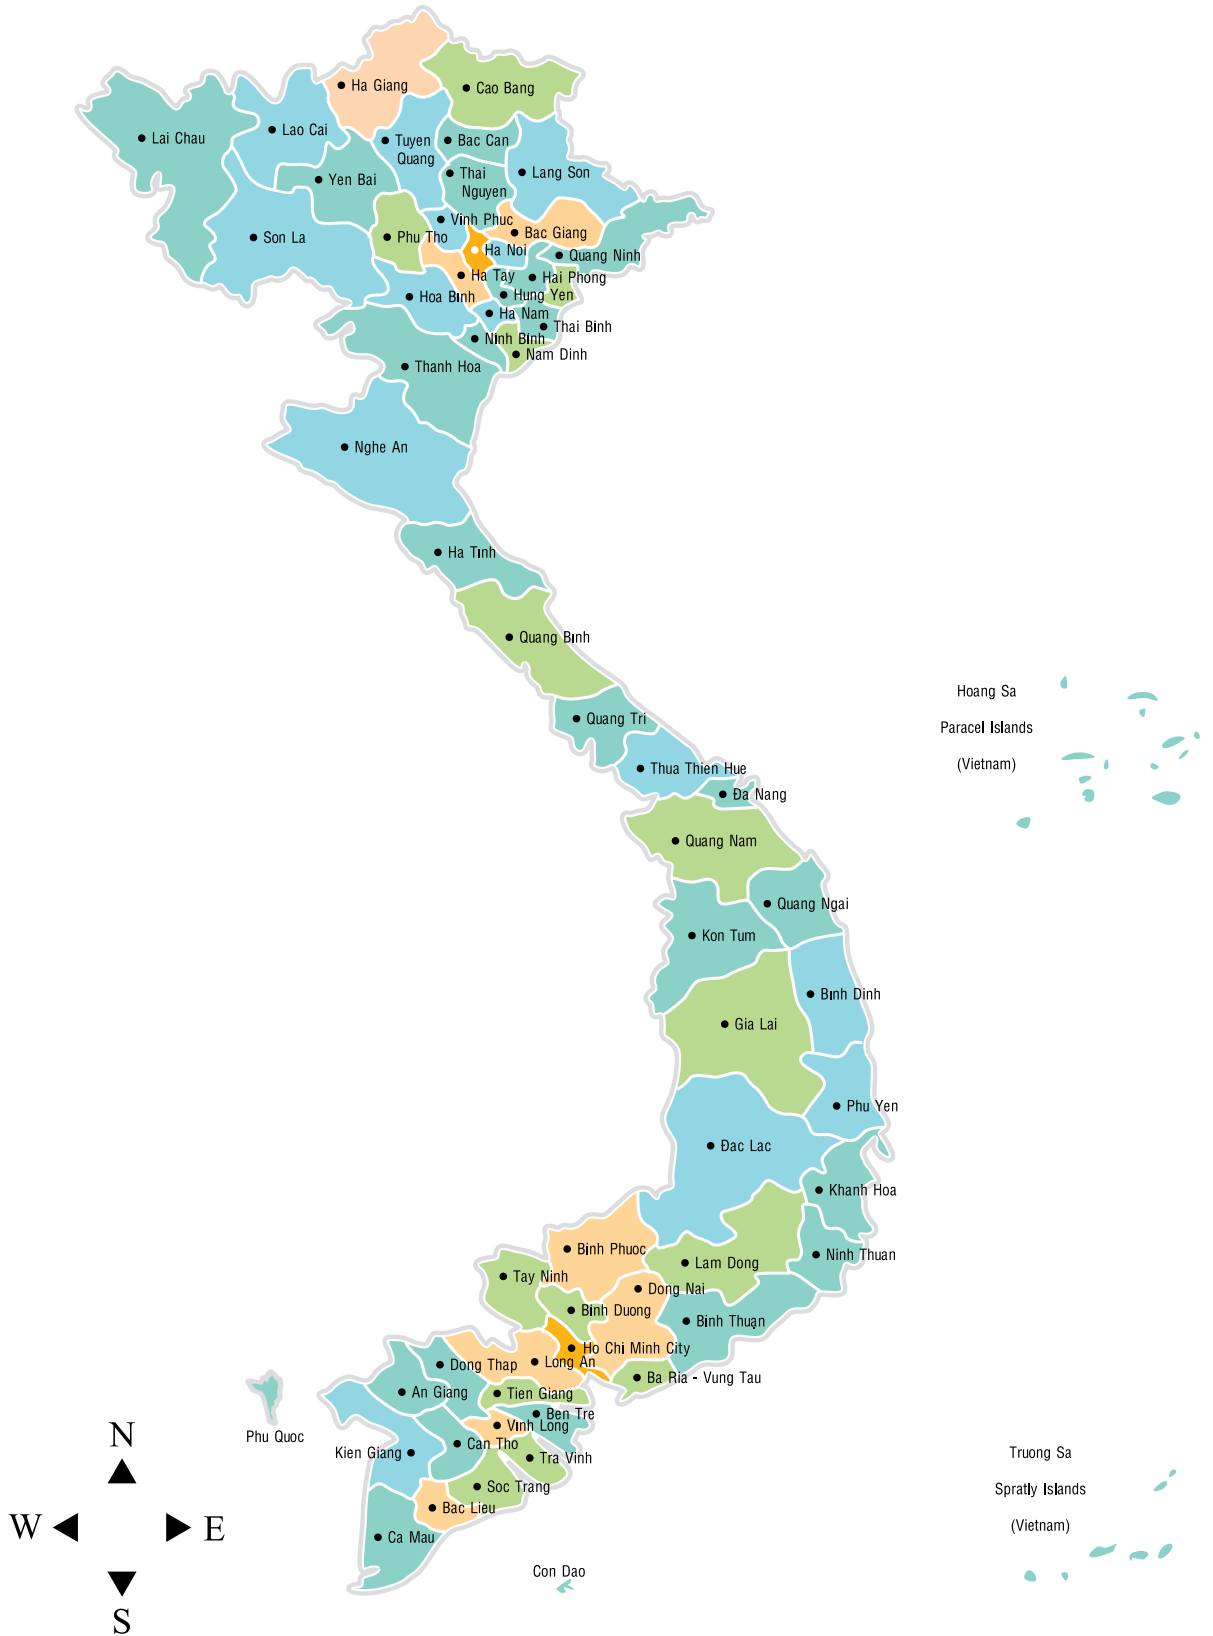 Ha Giang
Cao Bang
Lao Cai
Lai Chau
Tuyen
Quang
Bac Can
Thai
Nguyen
Lang Son
Yen Bai
Vinh Phuc
Bac Giang
Son La
Phu Tho
Ha Noi
Quang Ninh
Ha Tay
Hai Phong
Hoa Binh
Hung Yen
Ha Nam
Thai Binh
Ninh Binh
Nam Dinh
Thanh Hoa
Nghe An
Ha Tinh
Quang Binh
Quang Tri
Thua Thien Hue
Đa Nang
Hoang Sa
Paracel Islands
(Vietnam)
Quang Nam
Quang Ngai
Kon Tum
Binh Dinh
Gia Lai
Phu Yen
Đac Lac
Khanh Hoa
Binh Phuoc
Ninh Thuan
Lam Dong
Tay Ninh
Dong Nai
Binh Duong
Binh Thuạn
Ho Chi Minh City
Long An
Dong Thap
Ba Ria - Vung Tau
An Giang
Tien Giang
Ben Tre
Vinh Long
Can Tho
Phu Quoc
Kien Giang
Tra Vinh
Soc Trang
Bac Lieu
Ca Mau
Con Dao
Truong Sa
Spratly Islands
(Vietnam)
N
W
E
S